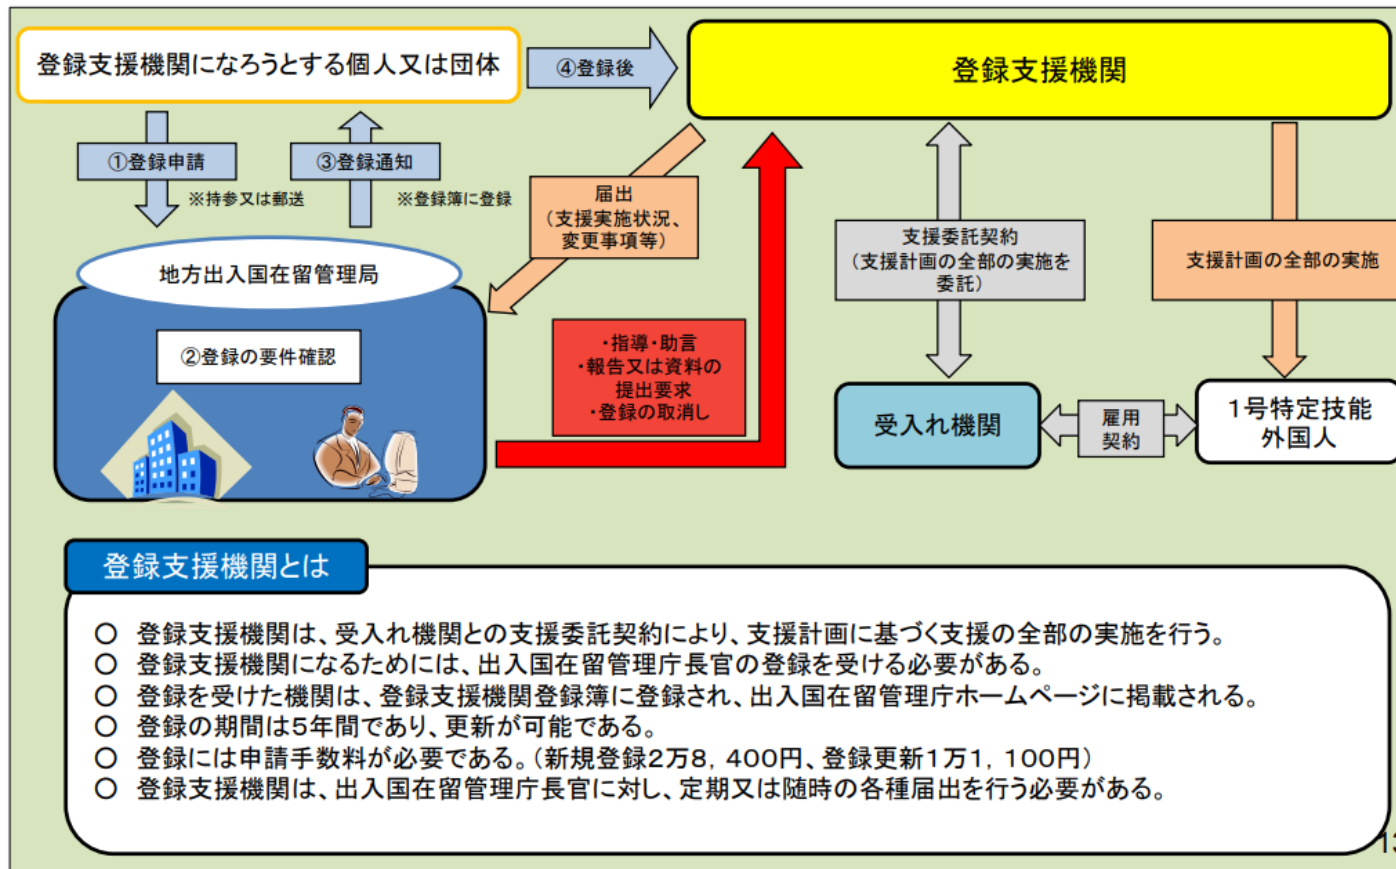 登録支援機関になろうとする個人又は団体
④登録後
登録支援機関
①登録申請
※持参又は郵送
③登録通知
※登録簿に登録
届出
（支援実施状況、
変更事項等）
支援委託契約
（支援計画の全部の実施を
委託）
支援計画の全部の実施
地方出入国在留管理局
②登録の要件確認
・指導・助言
・報告又は資料の
提出要求
・登録の取消し
受入れ機関
雇用
契約
1号特定技能
外国人
登録支援機関とは
○ 登録支援機関は、受入れ機関との支援委託契約により、支援計画に基づく支援の全部の実施を行う。
○ 登録支援機関になるためには、出入国在留管理庁長官の登録を受ける必要がある。
○ 登録を受けた機関は、登録支援機関登録簿に登録され、出入国在留管理庁ホームページに掲載される。
○ 登録の期間は5年間であり、更新が可能である。
○ 登録には申請手数料が必要である。（新規登録2万8，400円、登録更新1万1，100円）
○ 登録支援機関は、出入国在留管理庁長官に対し、定期又は随時の各種届出を行う必要がある。